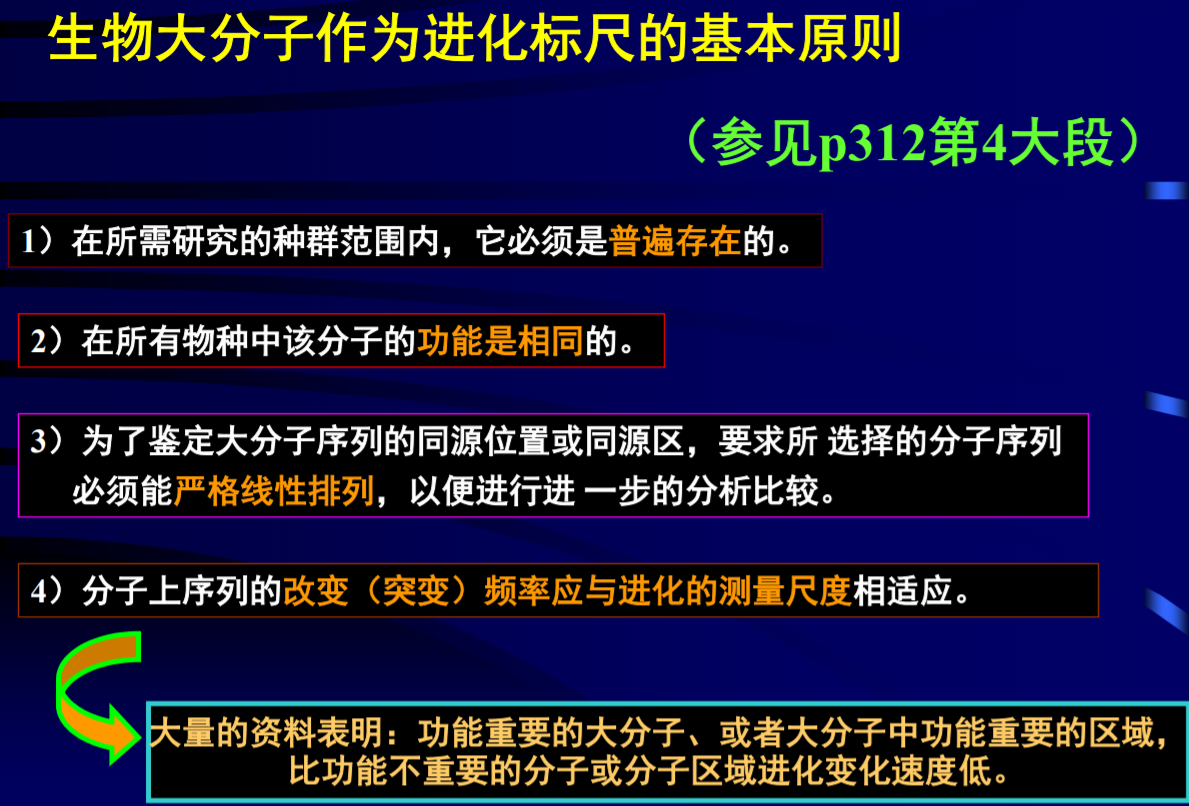 生物大分子作为进化标尺的基本原则
（参见p312第4大段）
1）在所需研究的种群范围内，它必须是普遍存在的。
2）在所有物种中该分子的功能是相同的。
3）为了鉴定大分子序列的同源位置或同源区，要求所 选择的分子序列
必须能严格线性排列，以便进行进 一步的分析比较。
4）分子上序列的改变（突变）频率应与进化的测量尺度相适应。
大量的资料表明：功能重要的大分子、或者大分子中功能重要的区域，
比功能不重要的分子或分子区域进化变化速度低。